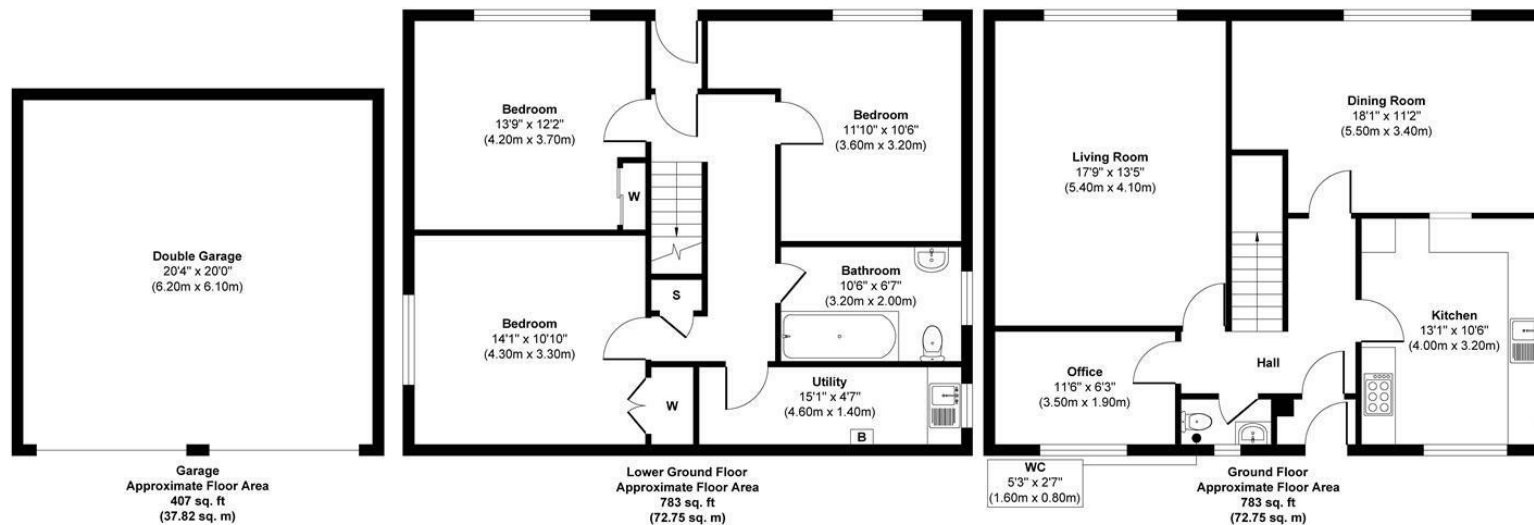 Double Garage
20'4" x 20'0"
(6.20m x 6.10m)
Garage
Approximate Floor Area
407 sq. ft
(37.82 sq. m)
Bedroom
13'9" x 12'2"
(4.20m x 3.70m)
W
Bedroom
11'10" x 10'6"
(3.60m x 3.20m)
Bedroom
14'1" x 10'10"
(4.30m x 3.30m)
S
W
Bathroom
10'6" x 6'7"
(3.20m x 2.00m)
Utility
15'1" x 4'7"
(4.60m x 1.40m)
B
Lower Ground Floor
Approximate Floor Area
783 sq. ft
(72.75 sq. m)
Living Room
17'9" x 13'5"
(5.40m x 4.10m)
Dining Room
18'1" x 11'2"
(5.50m x 3.40m)
Kitchen
13'1" x 10'6"
(4.00m x 3.20m)
Hall
Office
11'6" x 6'3"
(3.50m x 1.90m)
WC
5'3" x 2'7"
(1.60m x 0.80m)
Ground Floor
Approximate Floor Area
783 sq. ft
(72.75 sq. m)